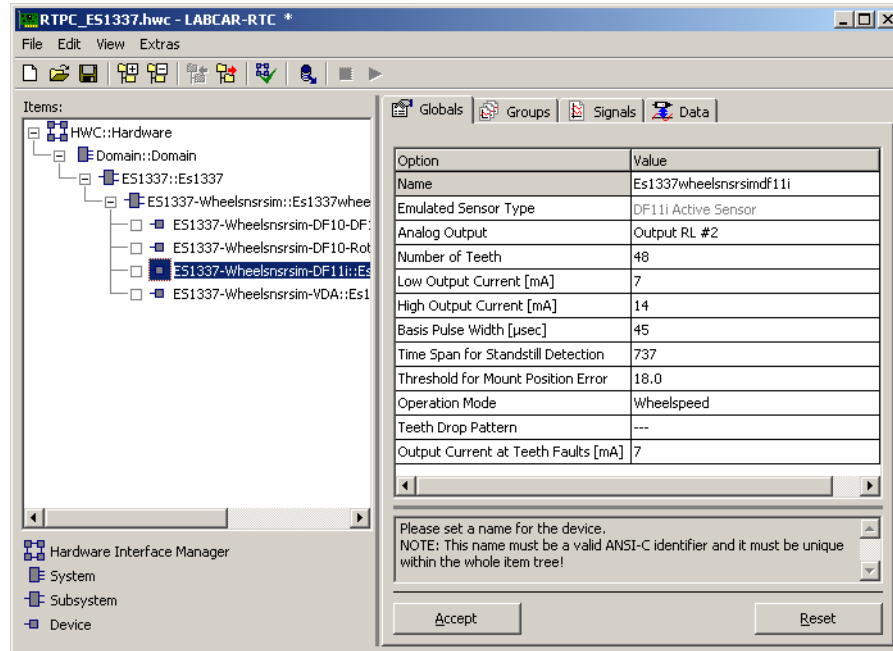 RTPC_ES1337.hwc - LABCAR-RTC *
File Edit View Extras
Items:
HWC::Hardware
Domain::Domain
ES1337::Es1337
ES1337-Wheelsnsrsim::Es1337whee
ES1337-Wheelsnsrsim-DF10-DF1
ES1337-Wheelsnsrsim-DF10-Rot
ES1337-Wheelsnsrsim-DF11i::Es
ES1337-Wheelsnsrsim-VDA::Es1
Hardware Interface Manager
System
Subsystem
Device
Globals Groups Signals Data
Option Value
Name Es1337wheelsnsrsimdf11i
Emulated Sensor Type DF11i Active Sensor
Analog Output Output RL #2
Number of Teeth 48
Low Output Current [mA] 7
High Output Current [mA] 14
Basis Pulse Width [µsec] 45
Time Span for Standstill Detection 737
Threshold for Mount Position Error 18.0
Operation Mode Wheelspeed
Teeth Drop Pattern ---
Output Current at Teeth Faults [mA] 7
Please set a name for the device.
NOTE: This name must be a valid ANSI-C identifier and it must be unique
within the whole item tree!
Accept Reset